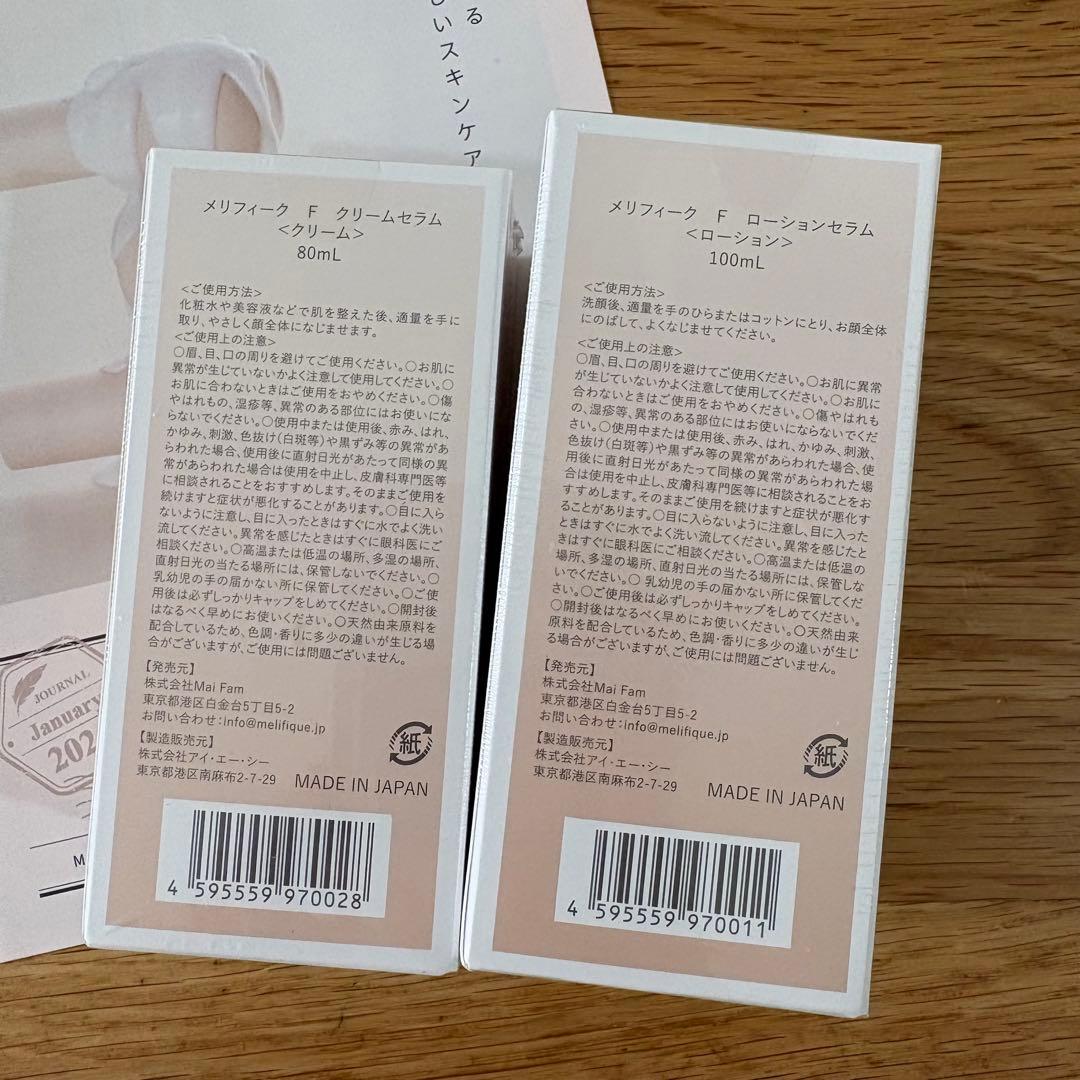 る
しいスキンケア
メリフィーク F クリームセラム
<クリーム>
80mL
<ご使用方法>
化粧水や美容液などで肌を整えた後、適量を手に
取り、やさしく顔全体になじませます。
<ご使用上の注意>
○眉、目、口の周りを避けてご使用ください。○お肌に
異常が生じていないかよく注意して使用してください。○
お肌に合わないときはご使用をおやめください。○傷
やはれもの、湿疹等、異常のある部位にはお使いにな
らないでください。○使用中または使用後、赤み、はれ、
かゆみ、刺激、色抜け(白斑等)や黒ずみ等の異常があ
らわれた場合、使用後に直射日光があたって同様の異
常があらわれた場合は使用を中止し、皮膚科専門医等
に相談されることをおすすめします。そのままご使用を
続けますと症状が悪化することがあります。○目に入ら
ないように注意し、目に入ったときはすぐに水でよく洗い
流してください。異常を感じたときはすぐに眼科医にご
相談ください。○高温または低温の場所、多湿の場所、
直射日光の当たる場所には、保管しないでください。○
乳幼児の手の届かない所に保管してください。○ご使
用後は必ずしっかりキャップをしめてください。○開封後
はなるべく早めにお使いください。○天然由来原料を
配合しているため、色調・香りに多少の違いが生じる場
合がございますが、ご使用には問題ございません。
【発売元】
株式会社Mai Fam
東京都港区白金台5丁目5-2
お問い合わせ:info@melifique.jp
【製造販売元】
株式会社アイ・エー・シー
東京都港区南麻布2-7-29
紙
MADE IN JAPAN
4 595559 970028
メリフィーク F ローションセラム
<ローション>
100mL
<ご使用方法>
洗顔後、適量を手のひらまたはコットンにとり、お顔全体
にのばして、よくなじませてください。
<ご使用上の注意>
○眉、目、口の周りを避けてご使用ください。○お肌に異常
が生じていないかよく注意して使用してください。○お肌に
合わないときはご使用をおやめください。○傷やはれも
の、湿疹等、異常のある部位にはお使いにならないでくだ
さい。○使用中または使用後、赤み、はれ、かゆみ、刺激、
色抜け(白斑等)や黒ずみ等の異常があらわれた場合、使
用後に直射日光があたって同様の異常があらわれた場合
は使用を中止し、皮膚科専門医等に相談されることをお
すすめします。そのままご使用を続けますと症状が悪化す
ることがあります。○目に入らないように注意し、目に入った
ときはすぐに水でよく洗い流してください。異常を感じたと
きはすぐに眼科医にご相談ください。○高温または低温の
場所、多湿の場所、直射日光の当たる場所には、保管しな
いでください。○ 乳幼児の手の届かない所に保管してくだ
さい。○ご使用後は必ずしっかりキャップをしめてください。
○開封後はなるべく早めにお使いください。○天然由来
原料を配合しているため、色調・香りに多少の違いが生じ
る場合がございますが、ご使用には問題ございません。
【発売元】
株式会社Mai Fam
東京都港区白金台5丁目5-2
お問い合わせ:info@melifique.jp
【製造販売元】
株式会社アイ・エー・シー
東京都港区南麻布2-7-29
紙
MADE IN JAPAN
4 595559 970011
JOURNAL
January
202
M